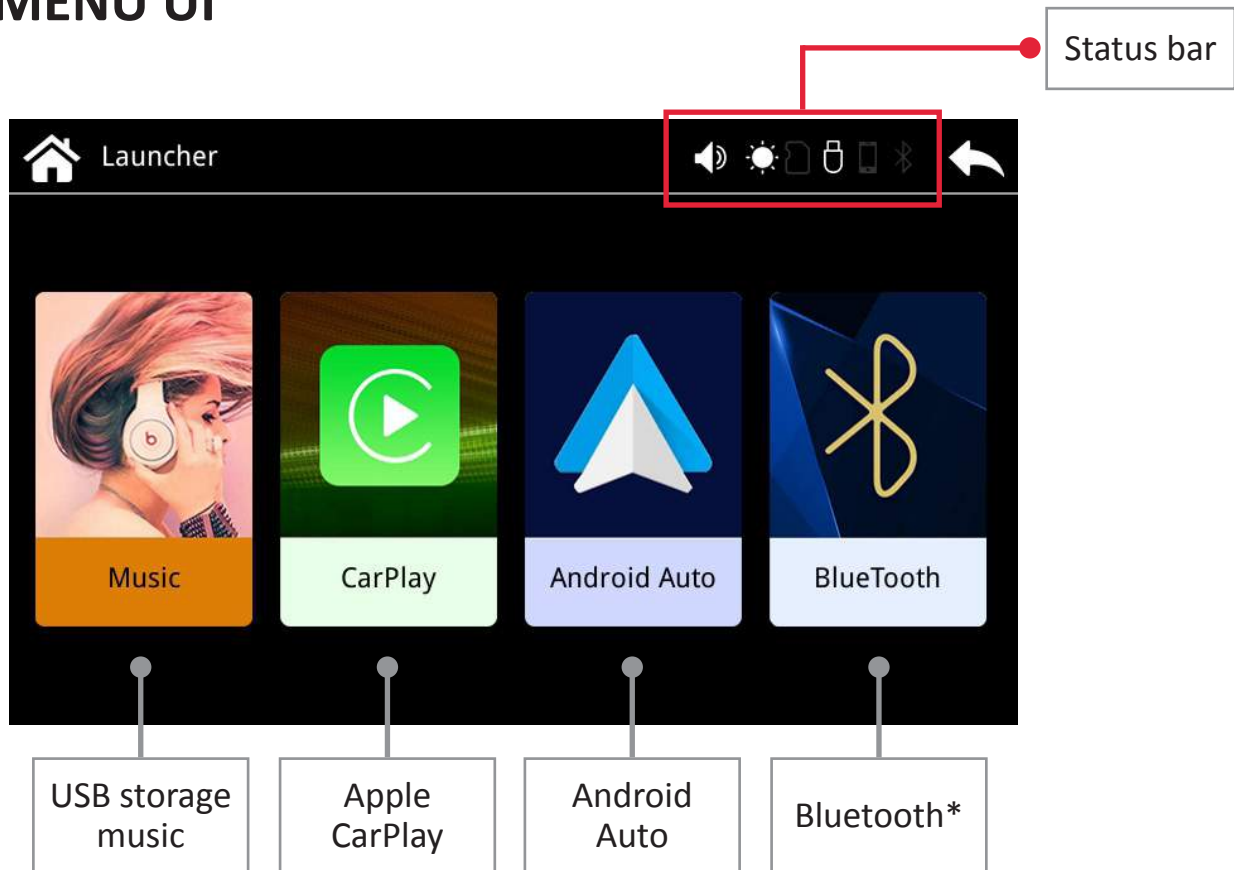 MENU UI
Status bar
Launcher
Music
CarPlay
Android Auto
BlueTooth
USB storage
music
Apple
CarPlay
Android
Auto
Bluetooth*